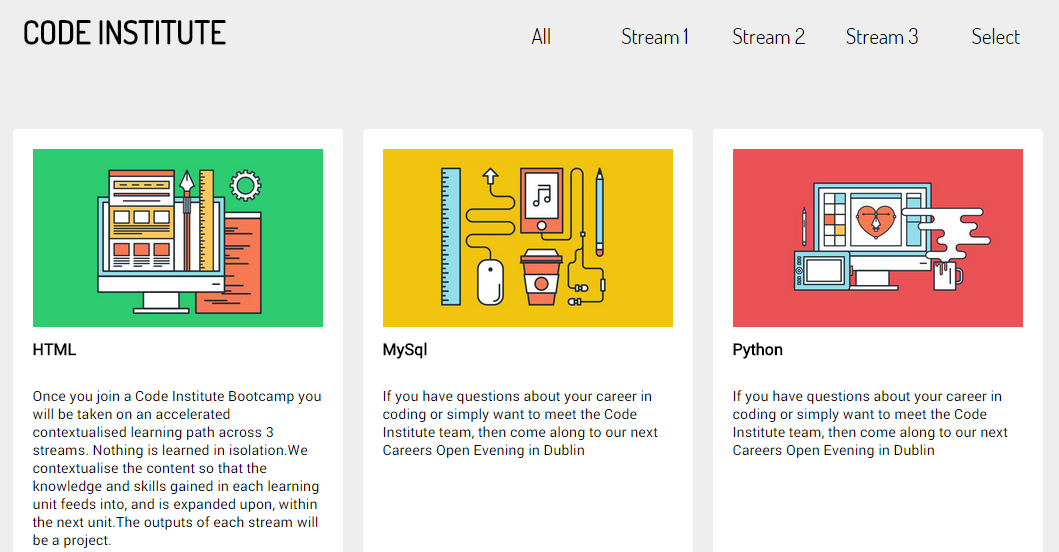 CODE INSTITUTE
All Stream 1 Stream 2 Stream 3 Select
HTML
Once you join a Code Institute Bootcamp you
will be taken on an accelerated
contextualised learning path across 3
streams. Nothing is learned in isolation.We
contextualise the content so that the
knowledge and skills gained in each learning
unit feeds into, and is expanded upon, within
the next unit.The outputs of each stream will
be a project.
MySql
If you have questions about your career in
coding or simply want to meet the Code
Institute team, then come along to our next
Careers Open Evening in Dublin
Python
If you have questions about your career in
coding or simply want to meet the Code
Institute team, then come along to our next
Careers Open Evening in Dublin